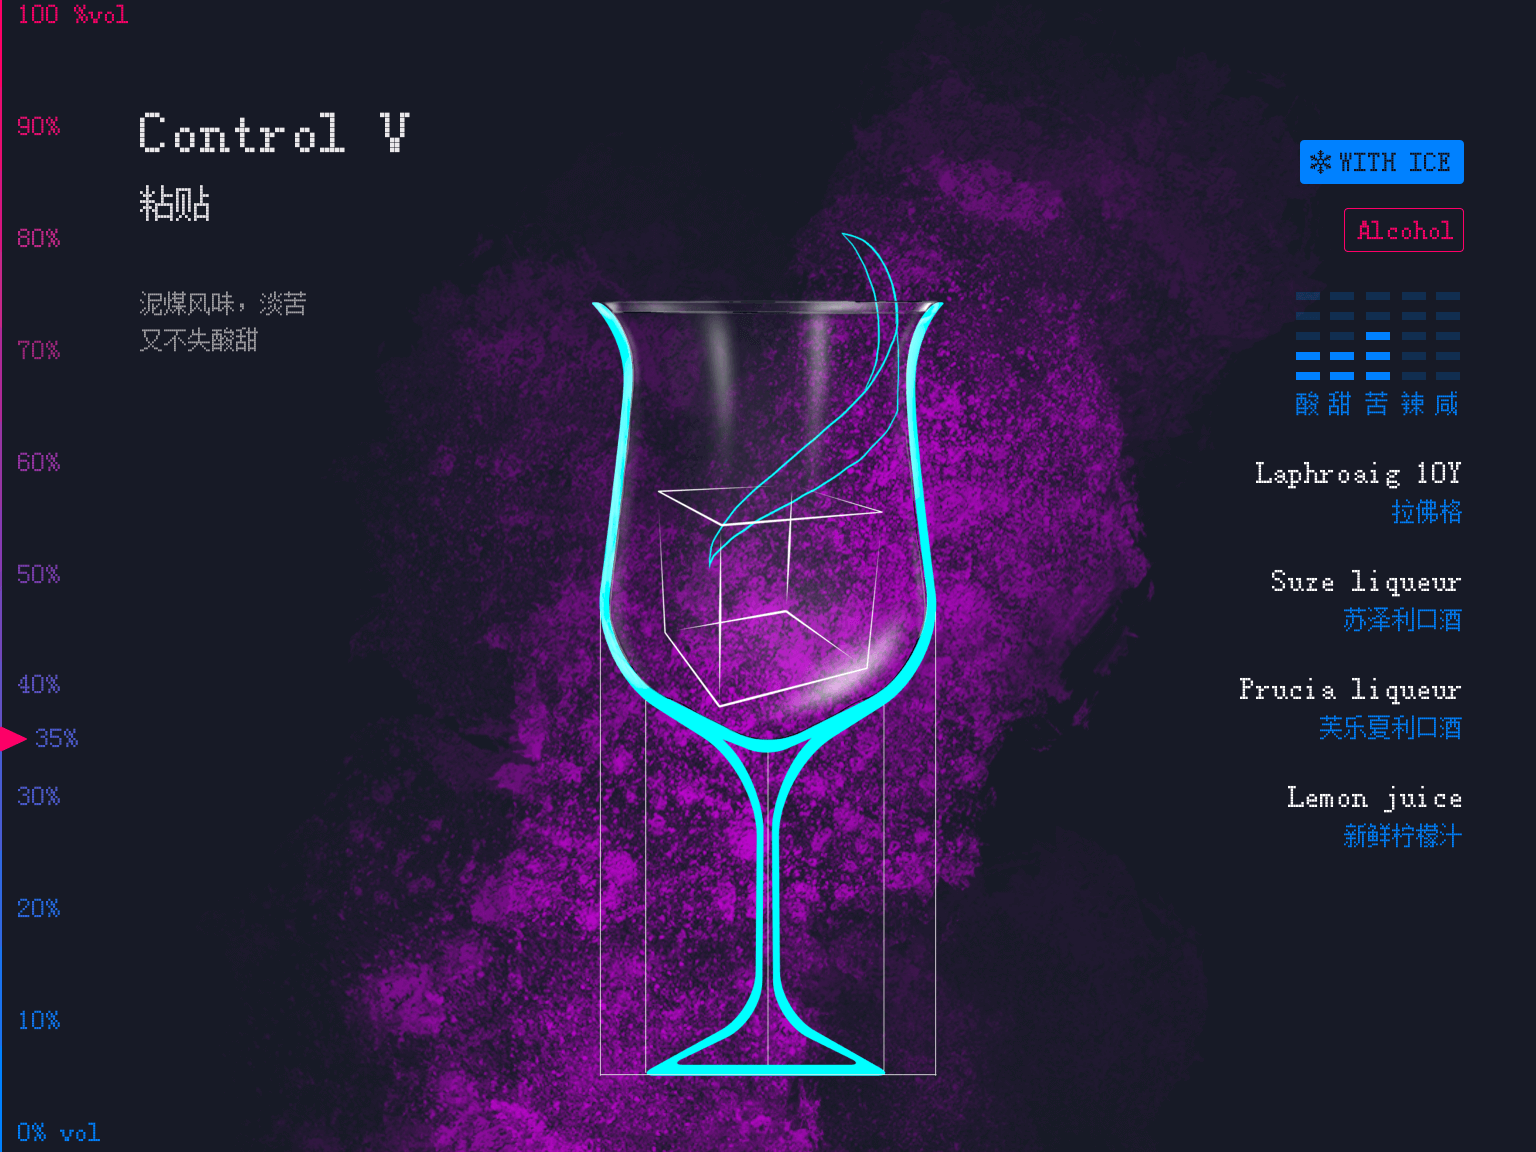 100 %vol
90%
80%
70%
60%
50%
40%
35%
30%
20%
10%
0% vol
Control V
粘贴
泥煤风味，淡苦
又不失酸甜
WITH ICE
Alcohol
酸 甜 苦 辣 咸
Laphroaig 10Y
拉佛格
Suze liqueur
苏泽利口酒
Prucia liqueur
芙乐夏利口酒
Lemon juice
新鲜柠檬汁